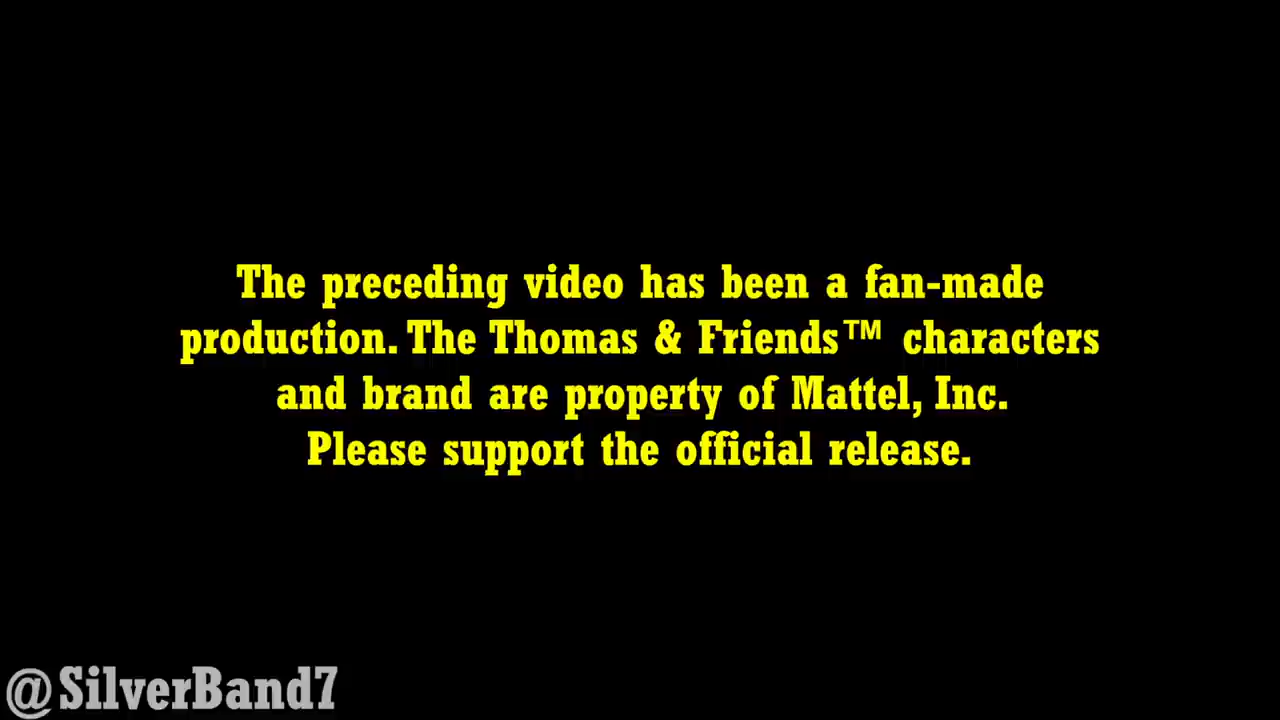 The preceding video has been a fan-made
production. The Thomas & Friends™ characters
and brand are property of Mattel, Inc.
Please support the official release.
@SilverBand7